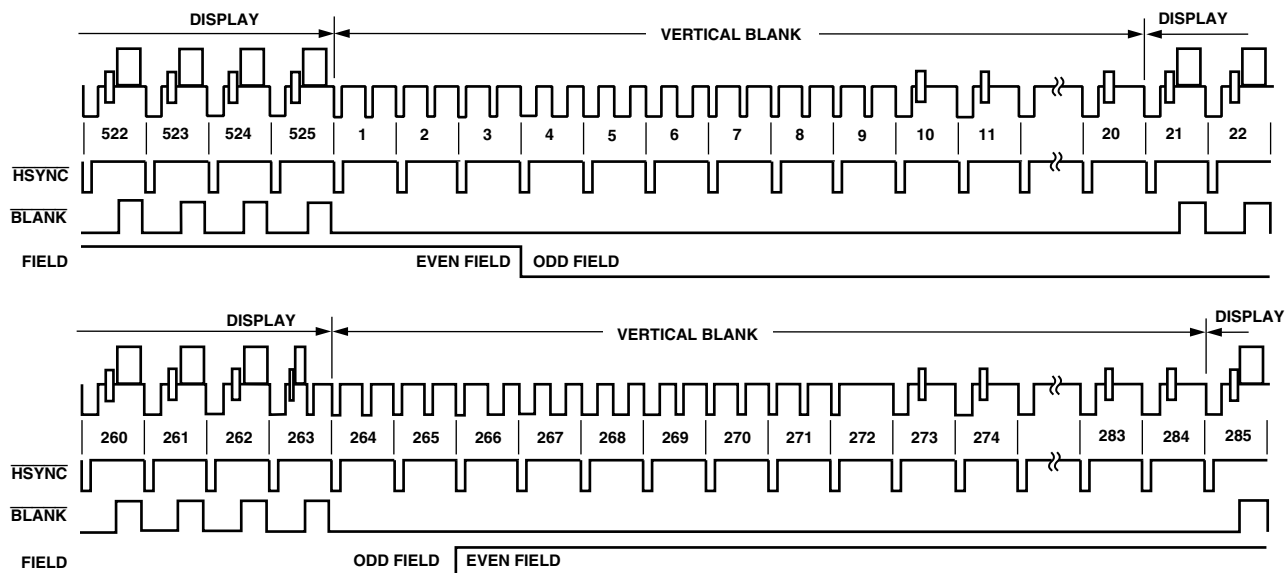 DISPLAY VERTICAL BLANK DISPLAY
522 523 524 525 1 2 3 4 5 6 7 8 9 10 11 20 21 22
HSYNC
BLANK
FIELD EVEN FIELD ODD FIELD
DISPLAY VERTICAL BLANK DISPLAY
260 261 262 263 264 265 266 267 268 269 270 271 272 273 274 283 284 285
HSYNC
BLANK
FIELD ODD FIELD EVEN FIELD